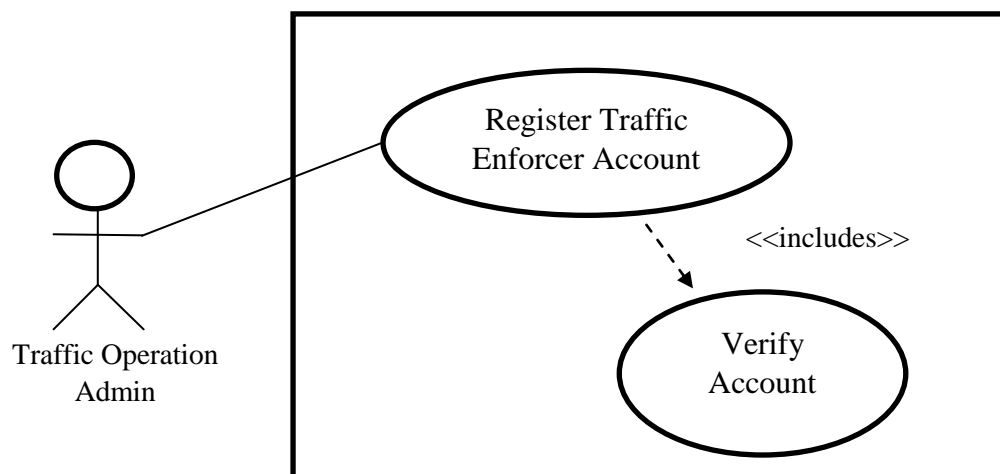 Register Traffic
Enforcer Account
<<includes>>
Verify
Account
Traffic Operation
Admin